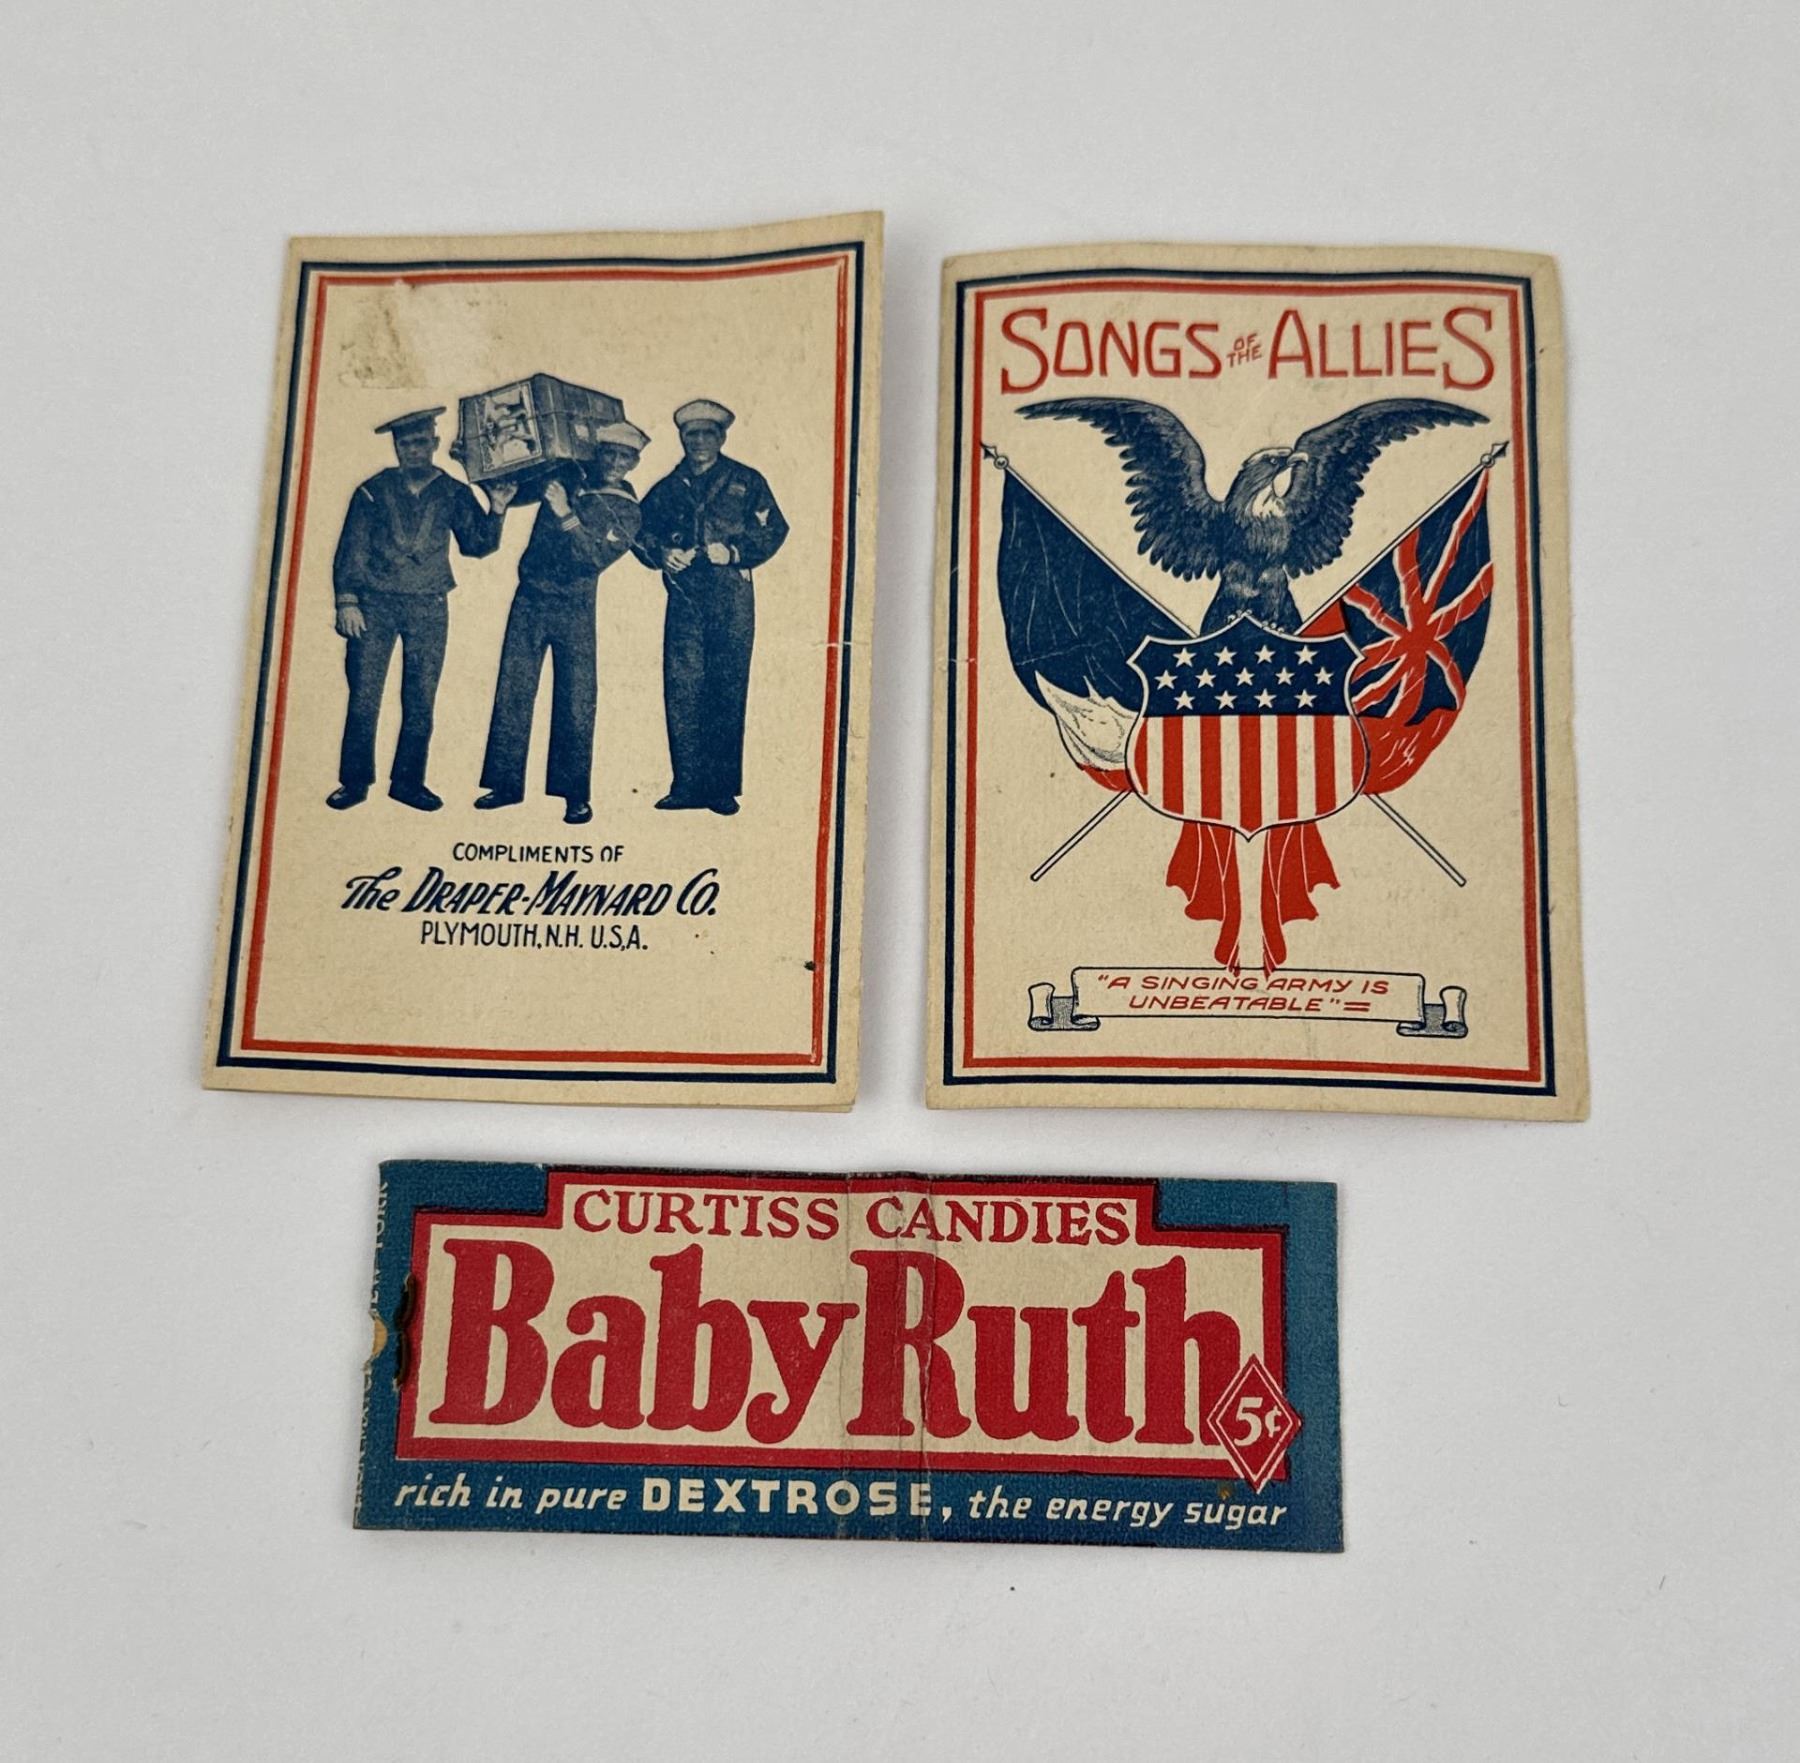 COMPLIMENTS OF
The DRAPER-MAYNARD CO.
PLYMOUTH, N.H. U.S.A.
SONGS OF THE ALLIES
"A SINGING ARMY IS
UNBEATABLE"=
CURTISS CANDIES
Baby Ruth
5¢
rich in pure DEXTROSE, the energy sugar